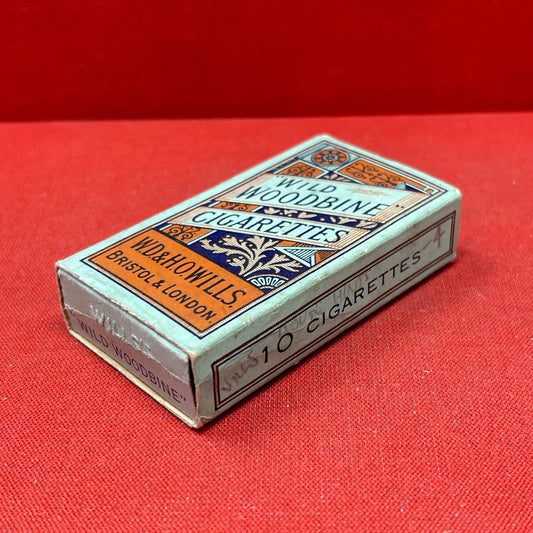 "WILD
WOODBINE"
CIGARETTES
W.D.& H.O.WILLS.
BRISTOL & LONDON
WILLS'S
WILD WOODBINE"
10 CIGARETTES